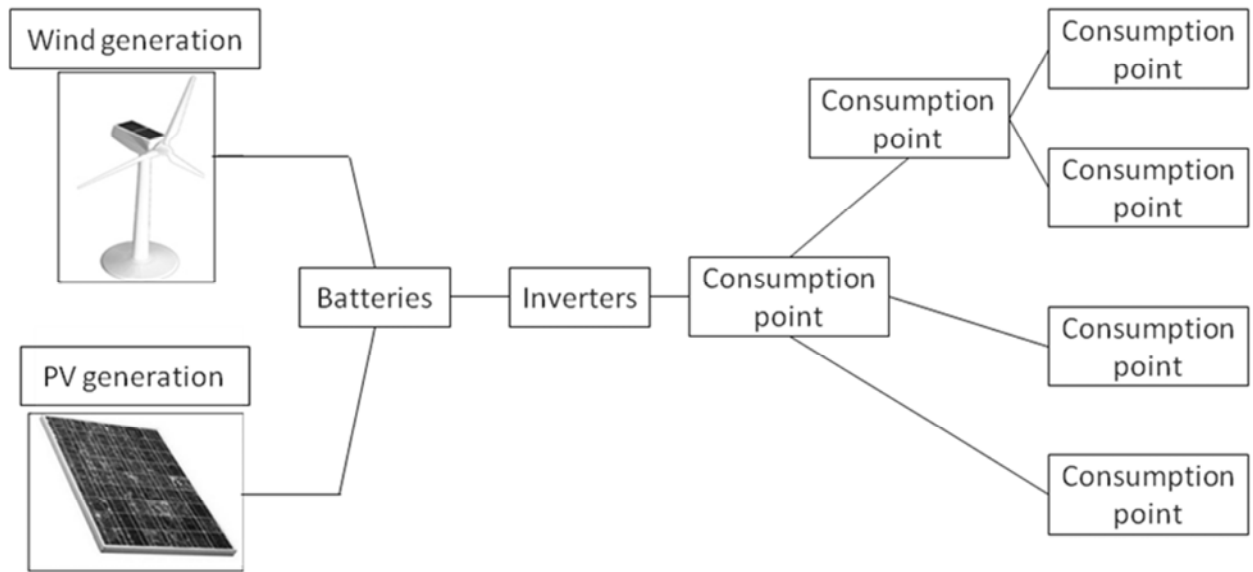 Wind generation
PV generation
Batteries
Inverters
Consumption
point
Consumption
point
Consumption
point
Consumption
point
Consumption
point
Consumption
point